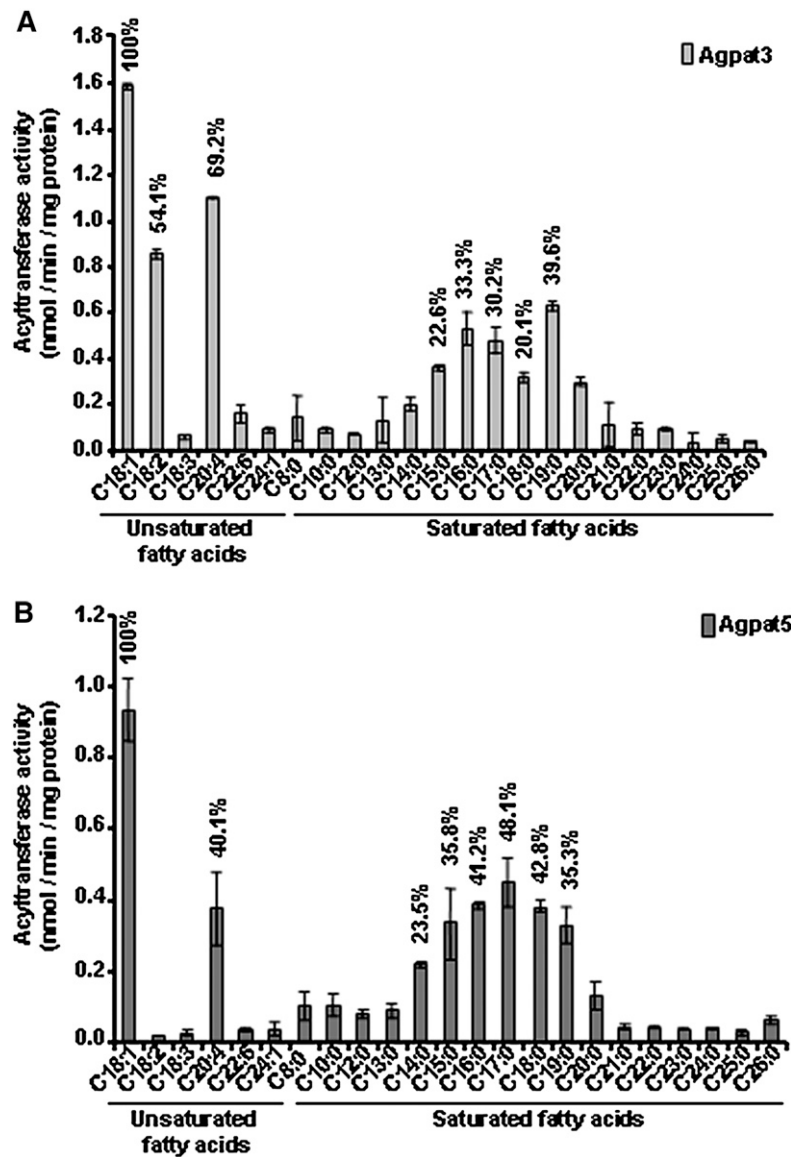 A
Agpat3
Acyltransferase activity
(nmol / min / mg protein)
1.8
1.6
1.4
1.2
1.0
0.8
0.6
0.4
0.2
0.0
100%
54.1%
69.2%
22.6%
33.3%
30.2%
20.1%
39.6%
C18:1
C18:2
C18:3
C20:4
C22:6
C24:1
C8:0
C10:0
C12:0
C13:0
C14:0
C15:0
C16:0
C17:0
C18:0
C19:0
C20:0
C21:0
C22:0
C23:0
C24:0
C25:0
C26:0
Unsaturated
fatty acids
Saturated fatty acids
B
Agpat5
Acyltransferase activity
(nmol / min / mg protein)
1.2
1.0
0.8
0.6
0.4
0.2
0.0
100%
40.1%
23.5%
35.8%
41.2%
48.1%
42.8%
35.3%
C18:1
C18:2
C18:3
C20:4
C22:6
C24:1
C8:0
C10:0
C12:0
C13:0
C14:0
C15:0
C16:0
C17:0
C18:0
C19:0
C20:0
C21:0
C22:0
C23:0
C24:0
C25:0
C26:0
Unsaturated
fatty acids
Saturated fatty acids